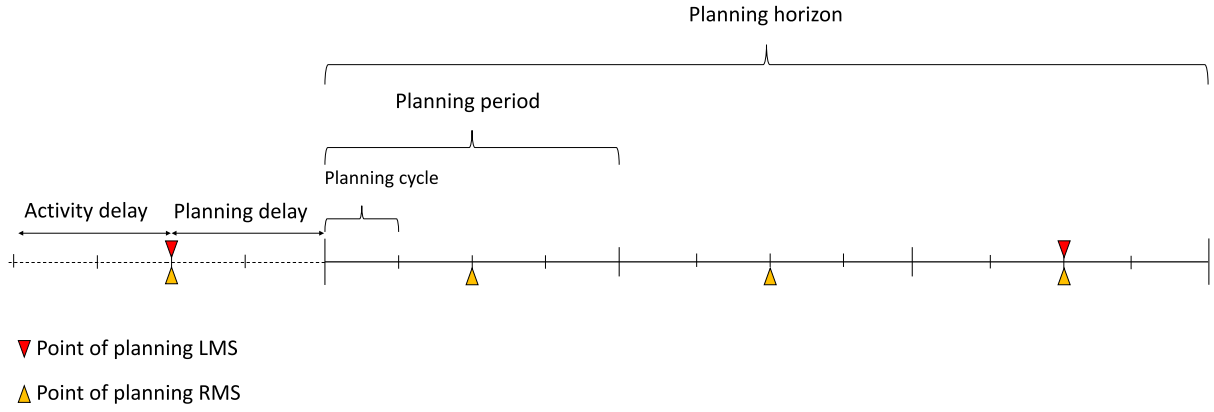 Planning horizon
Planning period
Planning cycle
Activity delay
Planning delay
Point of planning LMS
Point of planning RMS